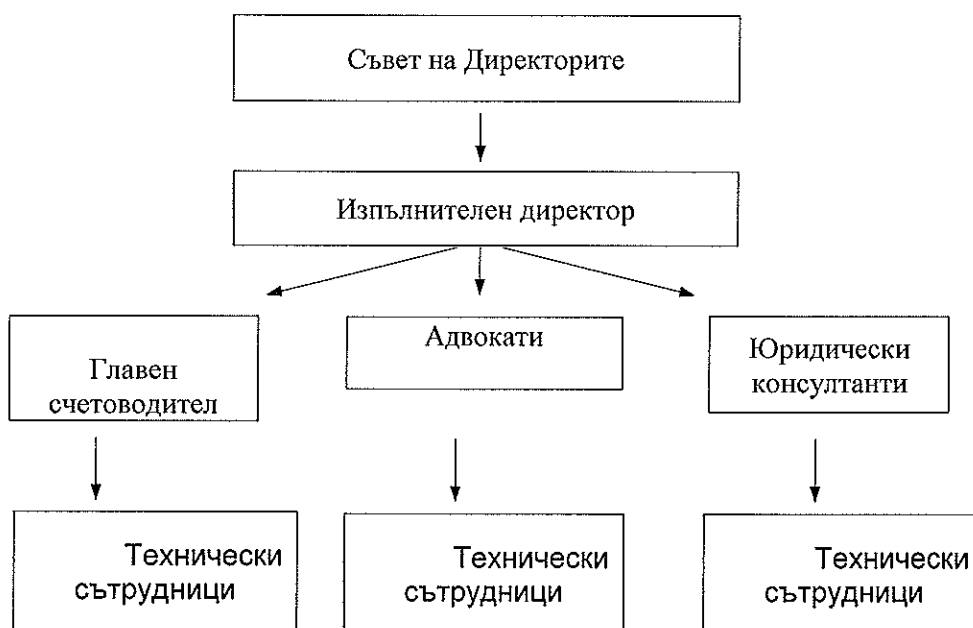 Съвет на Директорите
Изпълнителен директор
Главен
счетоводител
Адвокати
Юридически
консултанти
Технически
сътрудници
Технически
сътрудници
Технически
сътрудници